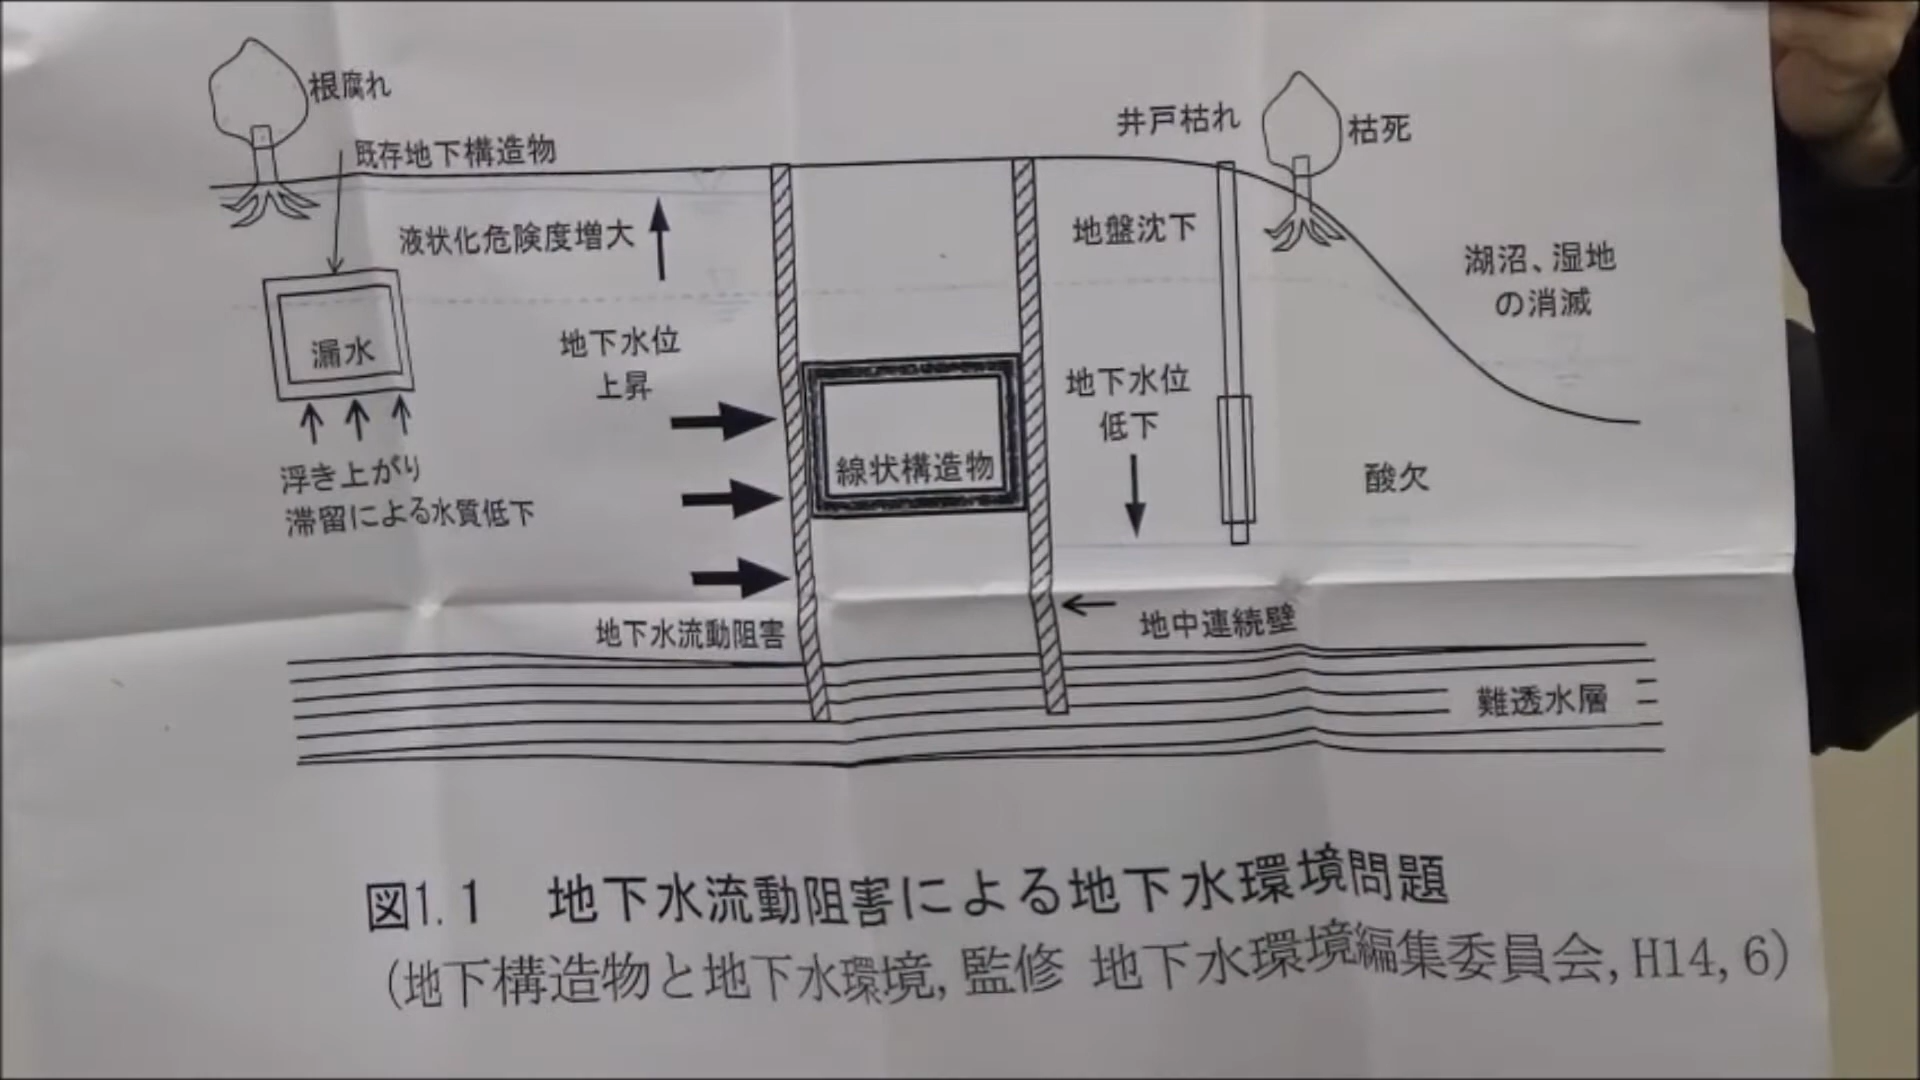 根腐れ
既存地下構造物
井戸枯れ
枯死
液状化危険度増大
地盤沈下
湖沼、湿地
の消滅
漏水
地下水位
上昇
地下水位
低下
線状構造物
酸欠
浮き上がり
滞留による水質低下
地下水流動阻害
地中連続壁
難透水層
図1.1 地下水流動阻害による地下水環境問題
(地下構造物と地下水環境,監修 地下水環境編集委員会,H14,6)